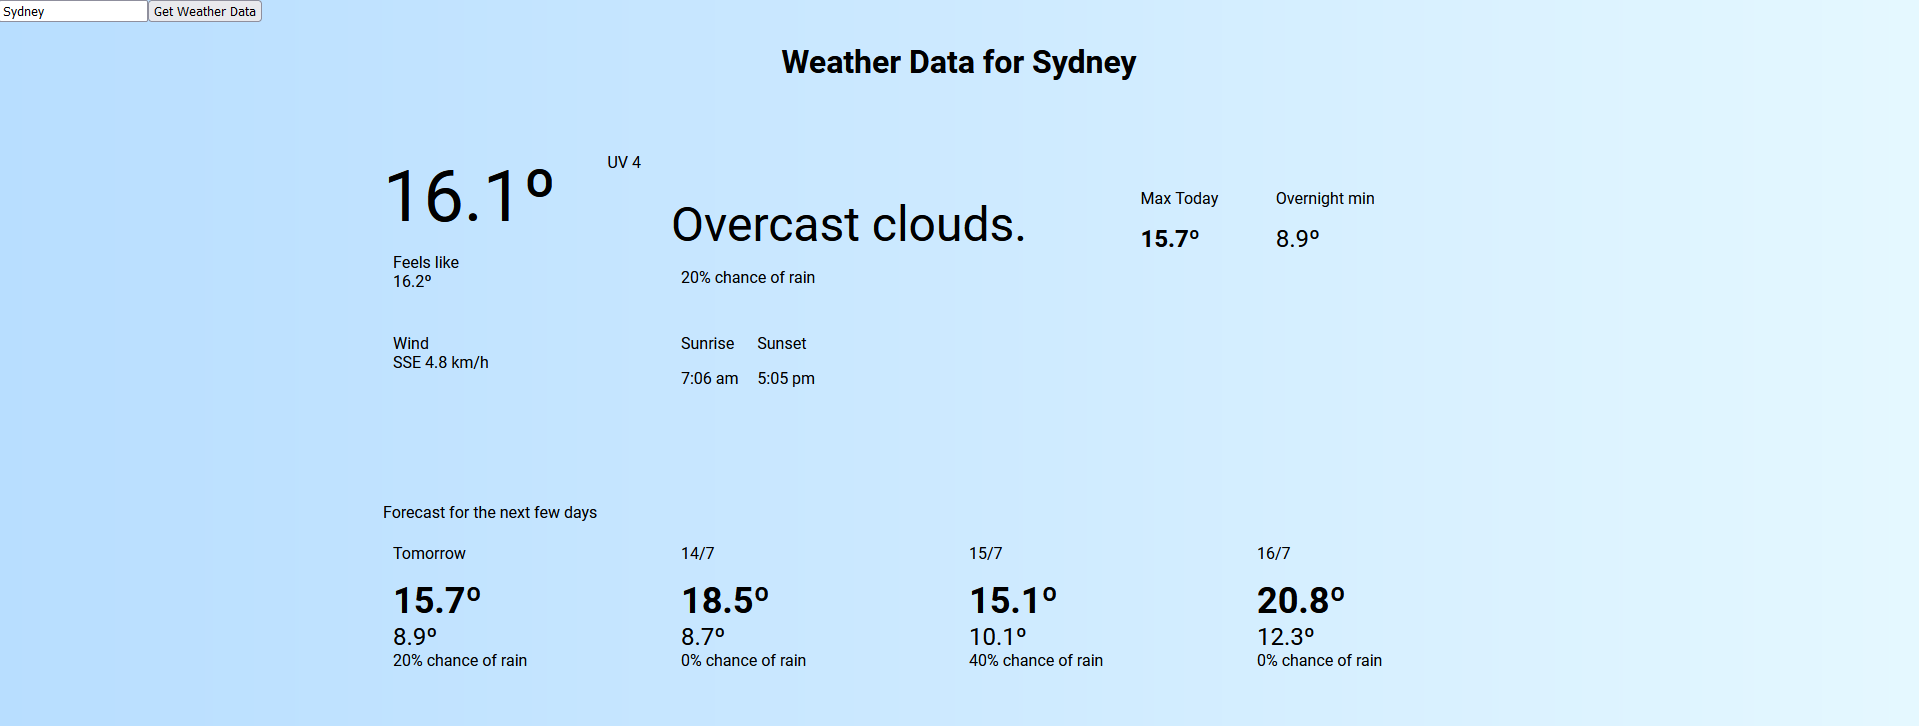 Sydney
Get Weather Data
Weather Data for Sydney
16.1º
UV 4
Feels like
16.2º
Wind
SSE 4.8 km/h
Overcast clouds.
20% chance of rain
Sunrise Sunset
7:06 am 5:05 pm
Max Today Overnight min
15.7º 8.9º
Forecast for the next few days
Tomorrow
15.7º
8.9º
20% chance of rain
14/7
18.5º
8.7º
0% chance of rain
15/7
15.1º
10.1º
40% chance of rain
16/7
20.8º
12.3º
0% chance of rain